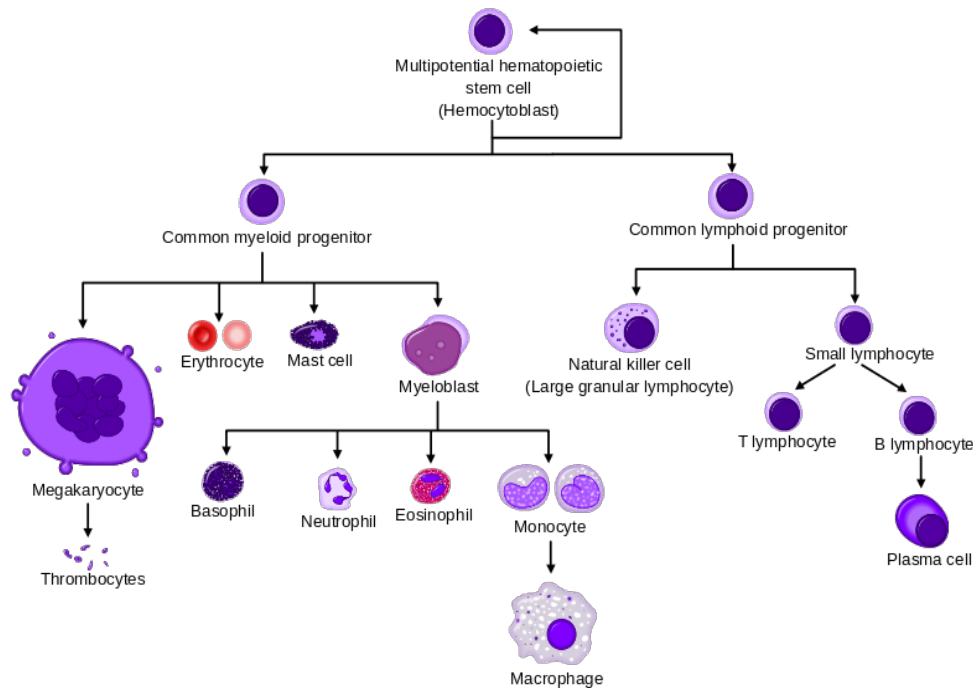 Multipotential hematopoietic
stem cell
(Hemocytoblast)
Common myeloid progenitor
Common lymphoid progenitor
Erythrocyte
Mast cell
Myeloblast
Natural killer cell
(Large granular lymphocyte)
Small lymphocyte
T lymphocyte
B lymphocyte
Megakaryocyte
Basophil
Neutrophil
Eosinophil
Monocyte
Plasma cell
Thrombocytes
Macrophage